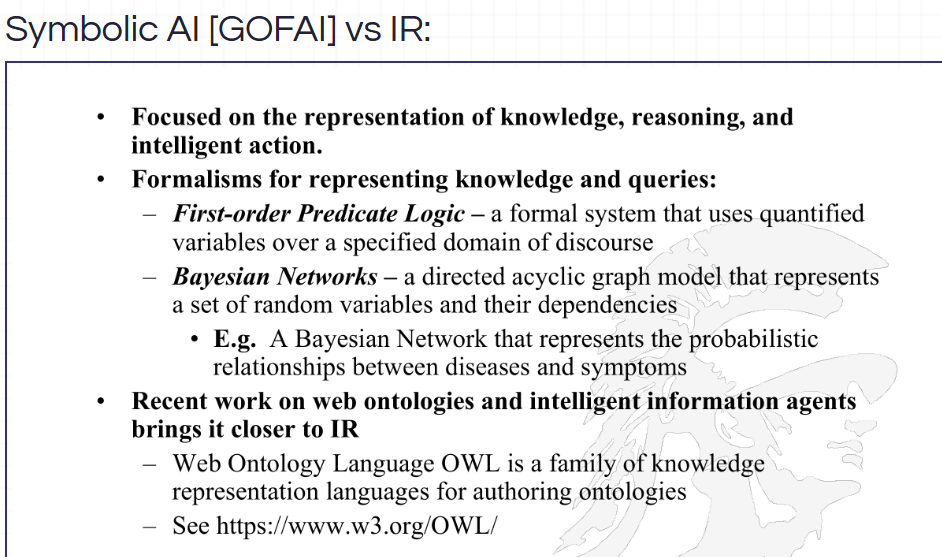 Symbolic AI [GOFAI] vs IR:
• Focused on the representation of knowledge, reasoning, and
intelligent action.
• Formalisms for representing knowledge and queries:
– First-order Predicate Logic – a formal system that uses quantified
variables over a specified domain of discourse
– Bayesian Networks – a directed acyclic graph model that represents
a set of random variables and their dependencies
• E.g. A Bayesian Network that represents the probabilistic
relationships between diseases and symptoms
• Recent work on web ontologies and intelligent information agents
brings it closer to IR
– Web Ontology Language OWL is a family of knowledge
representation languages for authoring ontologies
– See https://www.w3.org/OWL/